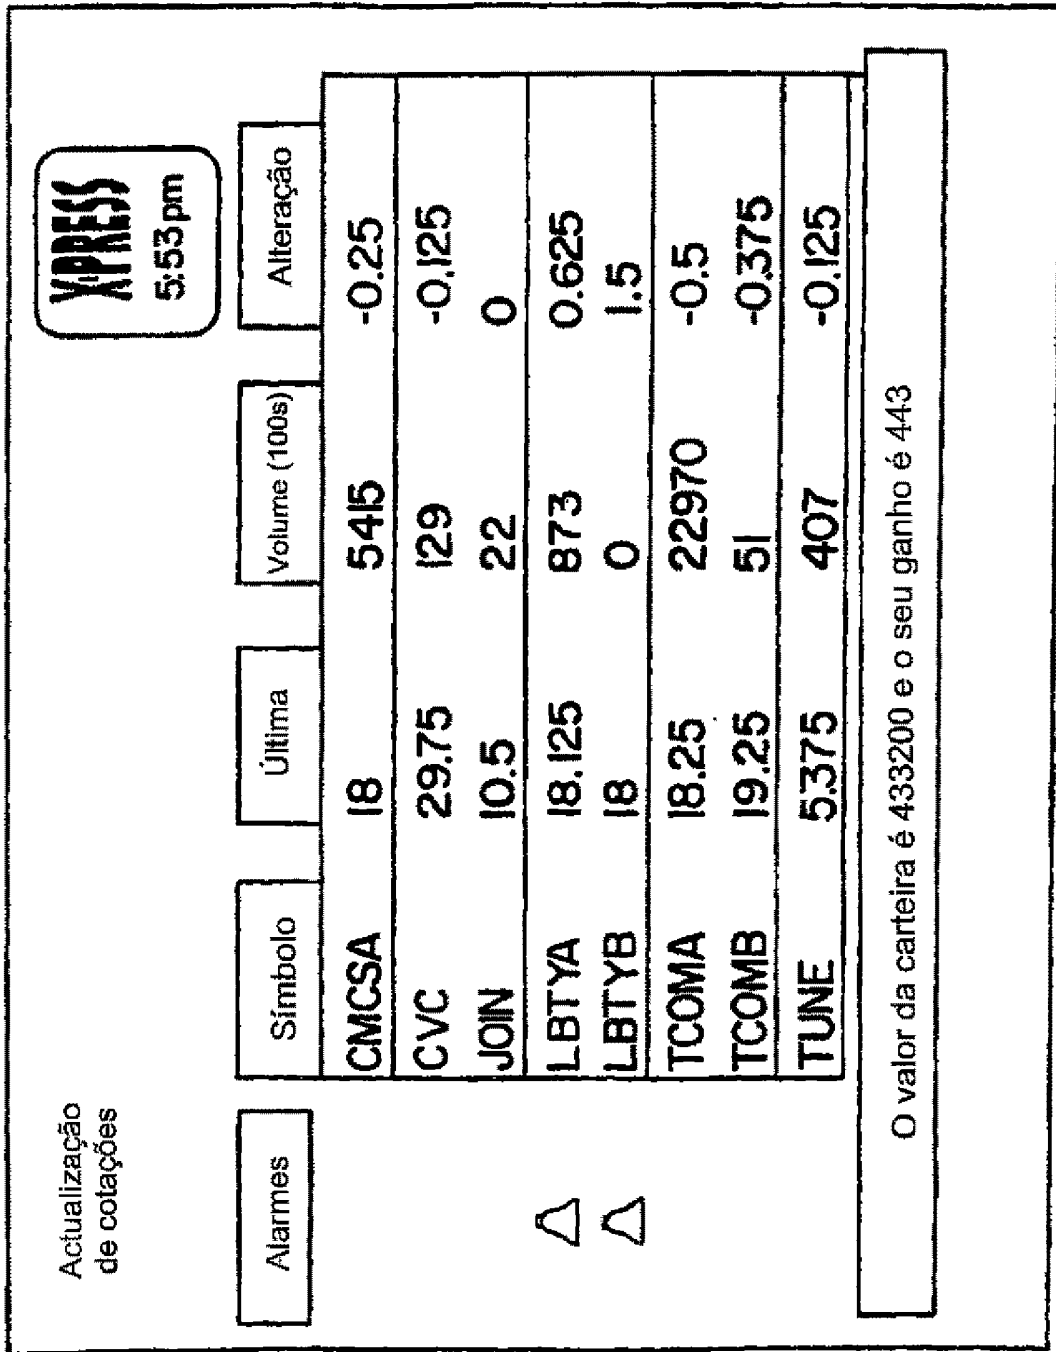 Actualização
de cotações
XPRESS
5:53pm
Alarmes Símbolo Última Volume (100s) Alteração
CMCSA 18 5415 -0.25
CVC 29.75 129 -0.125
JOIN 10.5 22 0
LBTYA 18.125 873 0.625
LBTYB 18 0 1.5
TCOMA 18.25 22970 -0.5
TCOMB 19.25 51 -0.375
TUNE 5.375 407 -0.125
O valor da carteira é 433200 e o seu ganho é 443